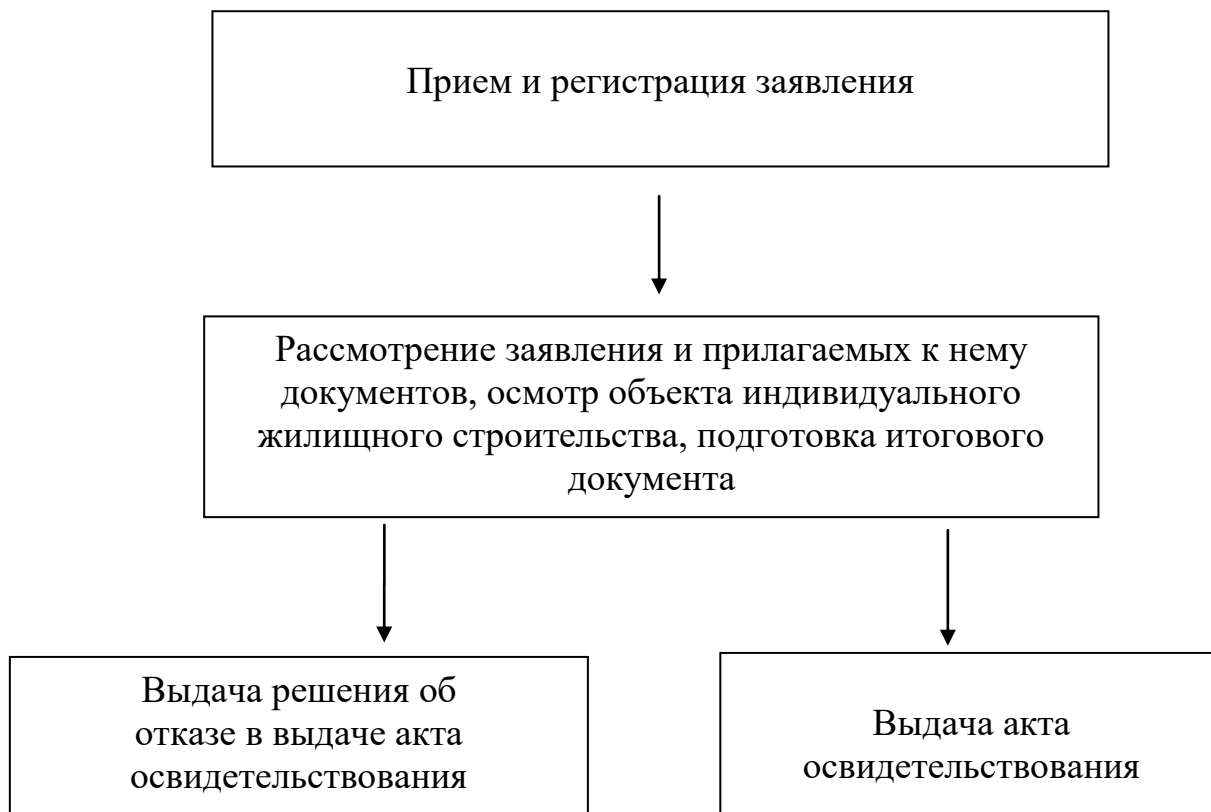 Прием и регистрация заявления
Рассмотрение заявления и прилагаемых к нему
документов, осмотр объекта индивидуального
жилищного строительства, подготовка итогового
документа
Выдача решения об
отказе в выдаче акта
освидетельствования
Выдача акта
освидетельствования